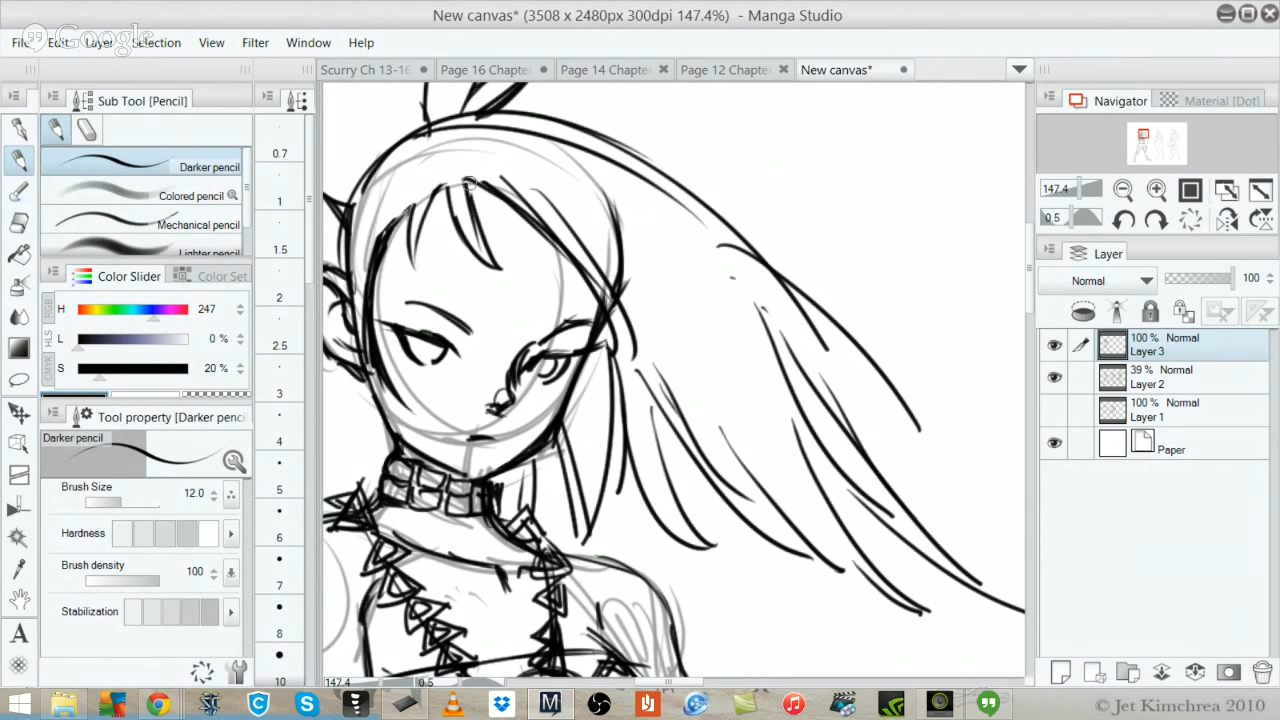 New canvas* (3508 x 2480px 300dpi 147.4%) - Manga Studio
Google
File Edit Layer Selection View Filter Window Help
Scurry Ch 13-16 Page 16 Chapte Page 14 Chapte Page 12 Chapte New canvas*
Sub Tool [Pencil]
Darker pencil
Colored pencil
Mechanical pencil
Lighter pencil
Color Slider Color Set
H 247
L 0 %
S 20 %
RGB
HLS
CMYK
Tool property [Darker penci
Darker pencil
Brush Size 12.0
Hardness
Brush density 100
Stabilization
0.7
1
1.5
2
2.5
3
4
5
6
7
8
10
147.4 0.5
Navigator Material [Dot]
147.4
0.5
Layer
Normal 100
100 % Normal
Layer 3
39 % Normal
Layer 2
100 % Normal
Layer 1
Paper
A
© Jet Kimchrea 2010